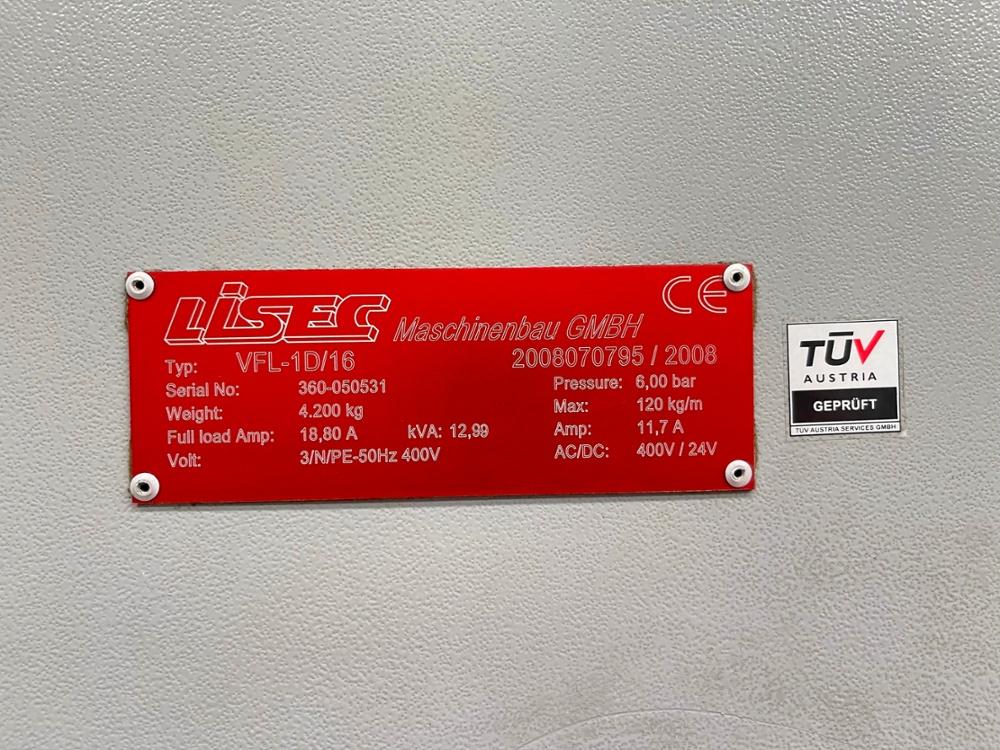 LiSEC Maschinenbau GMBH CE
Typ: VFL-1D/16 2008070795 / 2008
Serial No: 360-050531 Pressure: 6,00 bar
Weight: 4.200 kg Max: 120 kg/m
Full load Amp: 18,80 A kVA: 12,99 Amp: 11,7 A
Volt: 3/N/PE-50Hz 400V AC/DC: 400V / 24V
TÜV
AUSTRIA
GEPRÜFT
TÜV AUSTRIA SERVICES GMBH